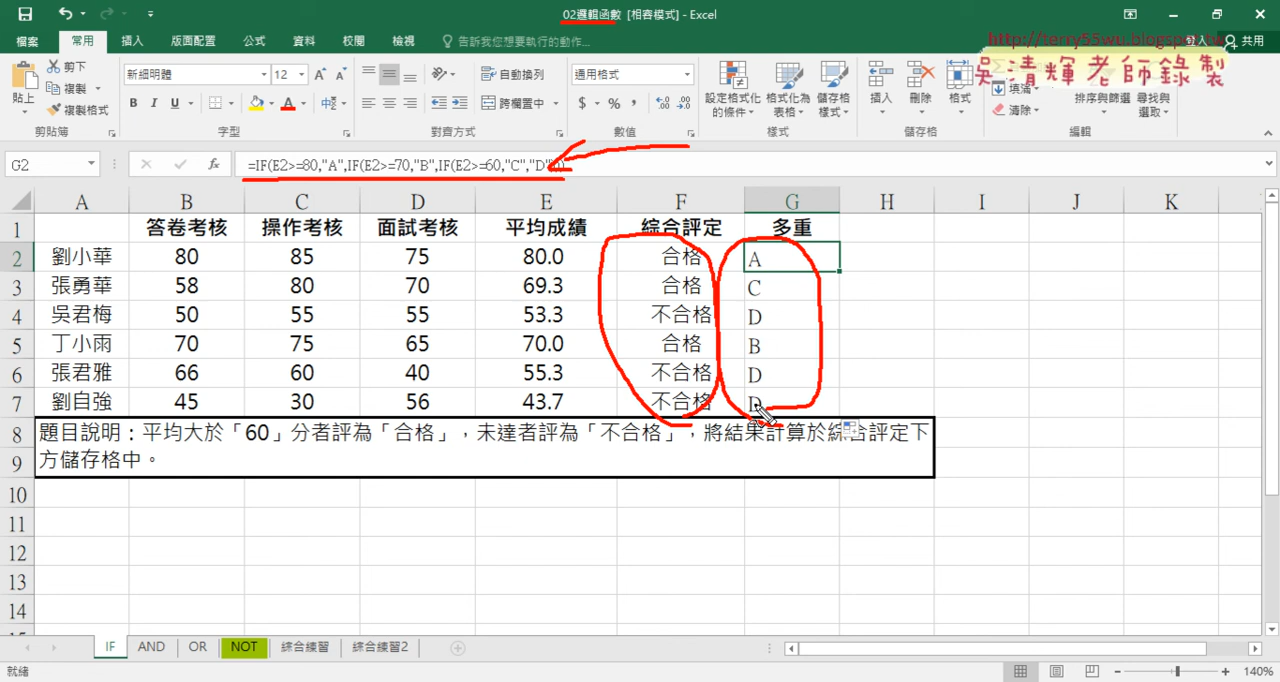 02邏輯函數 [相容模式] - Excel
檔案 常用 插入 版面配置 公式 資料 校閱 檢視 告訴我您想要執行的動作... 登入 共用
http://terry55wu.blogspot.tw
吳清輝老師錄製
貼上 剪下 複製 複製格式 剪貼簿
新細明體 12 B I U A 中 字型
自動換列 跨欄置中 對齊方式
通用格式 $ % , 數值
設定格式化的條件 格式化為表格 儲存格樣式 樣式
插入 刪除 格式 儲存格
填滿 清除 排序與篩選 尋找與選取 編輯
G2 fx =IF(E2>=80,"A",IF(E2>=70,"B",IF(E2>=60,"C","D")))
A B C D E F G H I J K
1 答卷考核 操作考核 面試考核 平均成績 綜合評定 多重
2 劉小華 80 85 75 80.0 合格 A
3 張勇華 58 80 70 69.3 合格 C
4 吳君梅 50 55 55 53.3 不合格 D
5 丁小雨 70 75 65 70.0 合格 B
6 張君雅 66 60 40 55.3 不合格 D
7 劉自強 45 30 56 43.7 不合格 D
8 題目說明：平均大於「60」分者評為「合格」，未達者評為「不合格」，將結果計算於綜合評定下
9 方儲存格中。
10
11
12
13
14
IF AND OR NOT 綜合練習 綜合練習2
就緒 140%